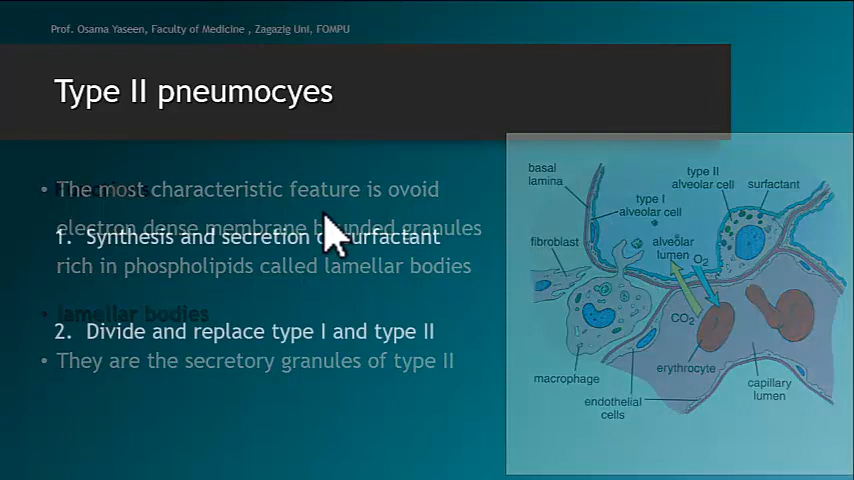 Prof. Osama Yaseen, Faculty of Medicine , Zagazig Uni, FOMPU
Type II pneumocyes
• The most characteristic feature is ovoid
electron dense membrane bounded granules
1. Synthesis and secretion of surfactant
rich in phospholipids called lamellar bodies
• lamellar bodies
2. Divide and replace type I and type II
• They are the secretory granules of type II
basal
lamina
type I
alveolar cell
type II
alveolar cell
surfactant
fibroblast
alveolar
lumen
O2
CO2
erythrocyte
macrophage
endothelial
cells
capillary
lumen